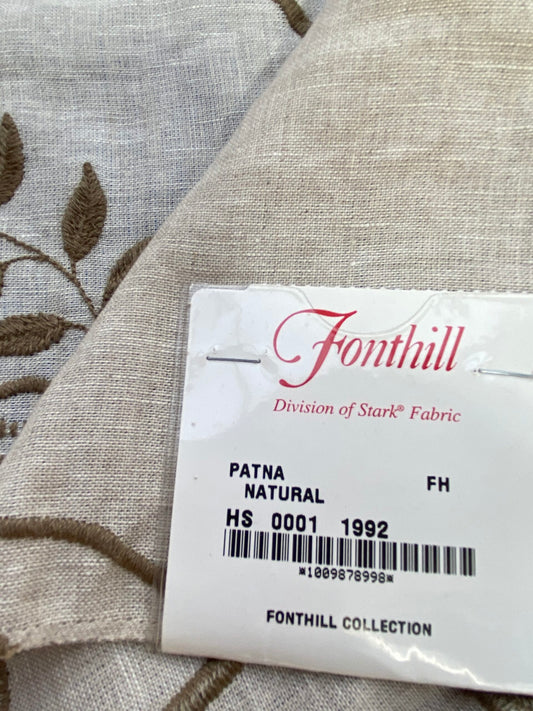 Fonthill
Division of Stark® Fabric
PATNA FH
NATURAL
HS 0001 1992
*1009878998*
FONTHILL COLLECTION